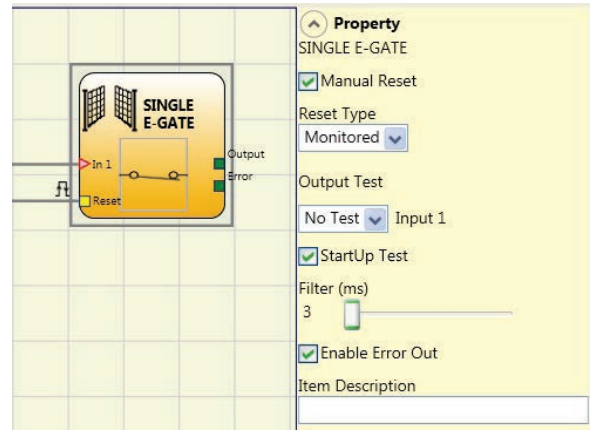 SINGLE
E-GATE
In 1
Reset
Output
Error
Property
SINGLE E-GATE
Manual Reset
Reset Type
Monitored
Output Test
No Test Input 1
StartUp Test
Filter (ms)
3
Enable Error Out
Item Description